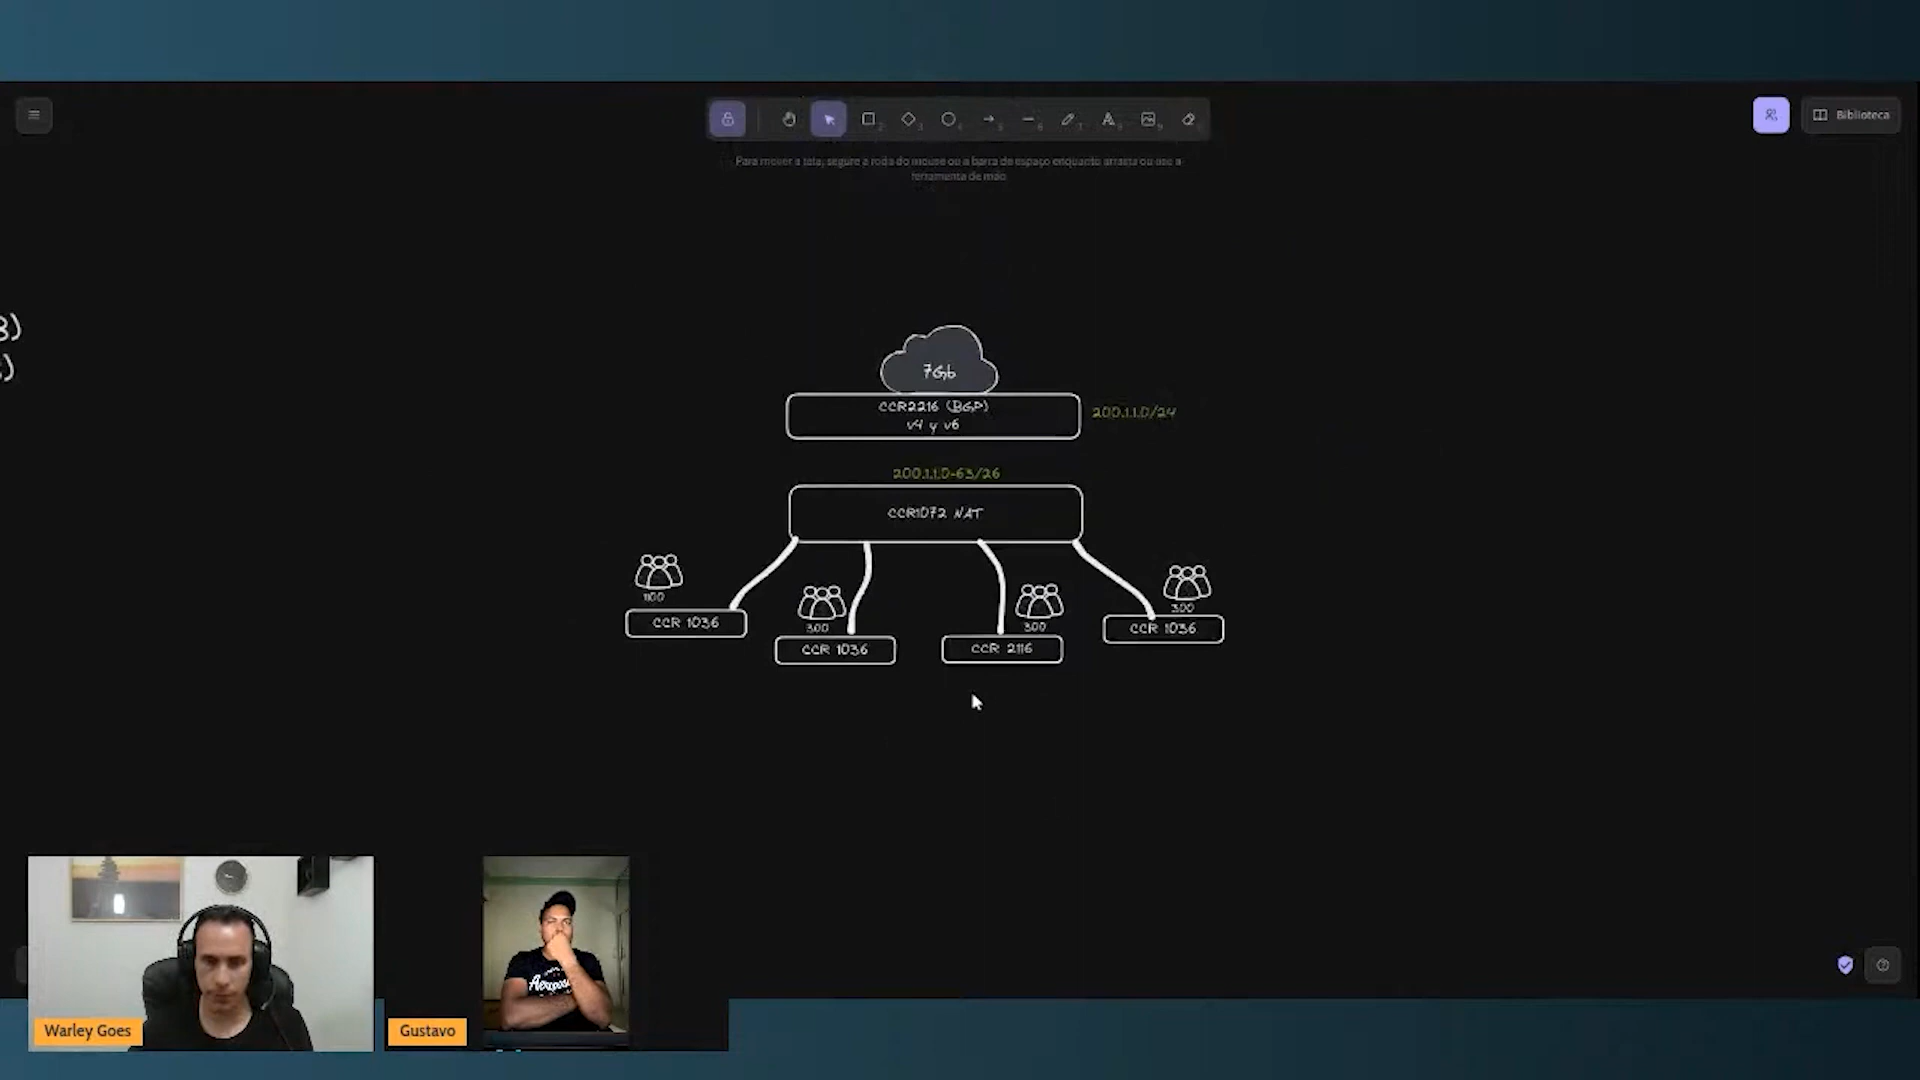 Biblioteca
Para mover a tela, segure a roda do mouse ou a barra de espaço enquanto arrasta ou use a
ferramenta de mão
7Gb
CCR2216 (BGP)
v4 y v6
200.1.1.0/24
200.1.1.0-63/26
CCR1072 NAT
1100
300
300
300
CCR 1036
CCR 1036
CCR 2116
CCR 1036
Warley Goes
Gustavo